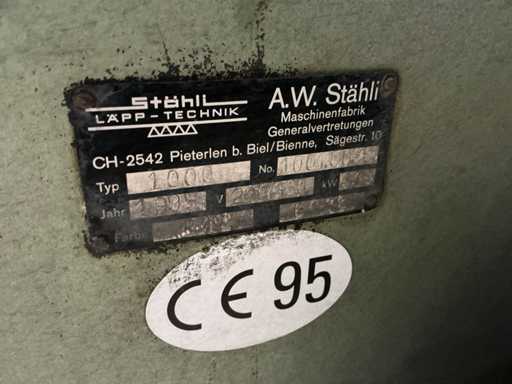 Stähli
LÄPP-TECHNIK
A.W. Stähli
Maschinenfabrik
Generalvertretungen
CH-2542 Pieterlen b. Biel/Bienne, Sägestr. 10
Typ 1000 No.
Jahr V kW
Farbe
CE 95